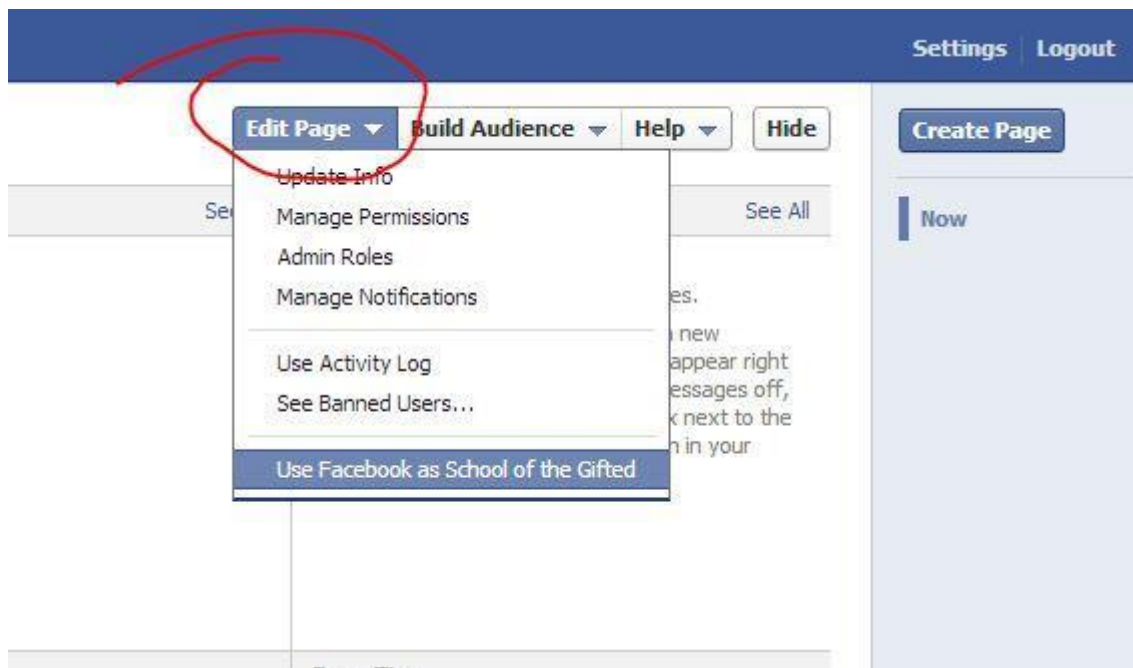 Settings Logout
Edit Page Build Audience Help Hide
Create Page
Update Info
See All
Manage Permissions
Now
Admin Roles
Manage Notifications
es.
new
Use Activity Log
appear right
essages off,
See Banned Users...
x next to the
n in your
Use Facebook as School of the Gifted